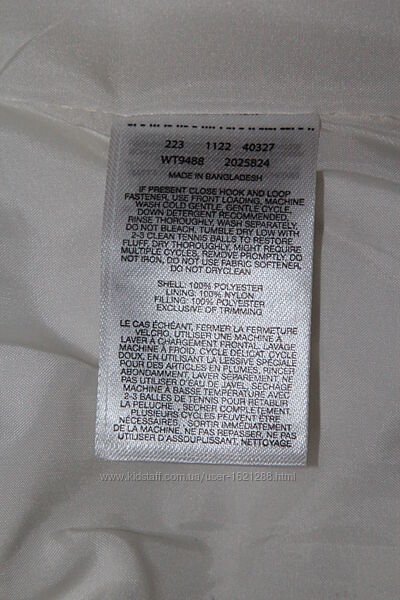 223 1122 40327
WT9488 2025824
MADE IN BANGLADESH
IF PRESENT CLOSE HOOK AND LOOP
FASTENER, USE FRONT LOADING, MACHINE
WASH COLD GENTLE, GENTLE CYCLE,
DOWN DETERGENT RECOMMENDED,
RINSE THOROUGHLY, WASH SEPARATELY,
DO NOT BLEACH, TUMBLE DRY LOW WITH
2-3 CLEAN TENNIS BALLS TO RESTORE
FLUFF, DRY THOROUGHLY, MIGHT REQUIRE
MULTIPLE CYCLES, REMOVE PROMPTLY, DO
NOT IRON, DO NOT USE FABRIC SOFTENER,
DO NOT DRYCLEAN
SHELL: 100% POLYESTER
LINING: 100% NYLON
FILLING: 100% POLYESTER
EXCLUSIVE OF TRIMMING
LE CAS ÉCHÉANT, FERMER LA FERMETURE
VELCRO, UTILISER UNE MACHINE À
LAVER À CHARGEMENT FRONTAL, LAVAGE
MACHINE À FROID, CYCLE DÉLICAT, CYCLE
DOUX, EN UTILISANT LA LESSIVE SPÉCIALE
POUR DES ARTICLES EN PLUMES, RINCER
ABONDAMMENT, LAVER SÉPARÉMENT, NE
PAS UTILISER D'EAU DE JAVEL, SÉCHAGE
MACHINE À BASSE TEMPÉRATURE AVEC
2-3 BALLES DE TENNIS POUR RÉTABLIR
LA PELUCHE , SÉCHER COMPLÈTEMENT,
PLUSIEURS CYCLES PEUVENT ÊTRE
NÉCESSAIRES , SORTIR IMMÉDIATEMENT
DE LA MACHINE, NE PAS REPASSER, NE PAS
UTILISER D'ASSOUPLISSANT, NETTOYAGE
www.kidstaff.com.ua/user-1621288.html